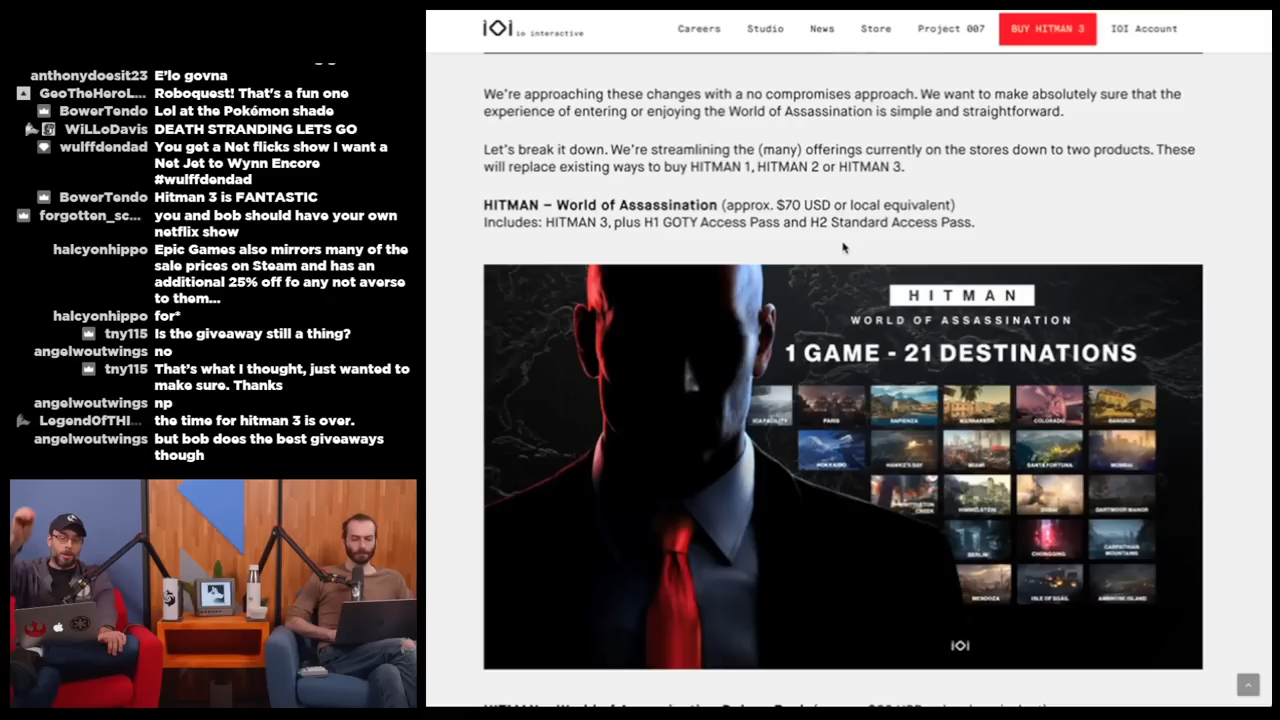 anthonydoesit23 E'lo govna
GeoTheHeroL... Roboquest! That's a fun one
BowerTendo Lol at the Pokémon shade
WiLLoDavis DEATH STRANDING LETS GO
wulffdendad You get a Net flicks show I want a
Net Jet to Wynn Encore
#wulffdendad
BowerTendo Hitman 3 is FANTASTIC
forgotten_sc... you and bob should have your own
netflix show
halcyonhippo Epic Games also mirrors many of the
sale prices on Steam and has an
additional 25% off fo any not averse
to them...
halcyonhippo for*
tny115 Is the giveaway still a thing?
angelwoutwings no
tny115 That's what I thought, just wanted to
make sure. Thanks
angelwoutwings np
LegendOfTHI... the time for hitman 3 is over.
angelwoutwings but bob does the best giveaways
though
IOI io interactive
Careers Studio News Store Project 007 BUY HITMAN 3 IOI Account
We're approaching these changes with a no compromises approach. We want to make absolutely sure that the
experience of entering or enjoying the World of Assassination is simple and straightforward.
Let's break it down. We're streamlining the (many) offerings currently on the stores down to two products. These
will replace existing ways to buy HITMAN 1, HITMAN 2 or HITMAN 3.
HITMAN – World of Assassination (approx. $70 USD or local equivalent)
Includes: HITMAN 3, plus H1 GOTY Access Pass and H2 Standard Access Pass.
HITMAN
WORLD OF ASSASSINATION
1 GAME - 21 DESTINATIONS
ICA FACILITY PARIS SAPIENZA MARRAKESH COLORADO BANGKOK
HOKKAIDO HAWKE'S BAY MIAMI SANTA FORTUNA MUMBAI
WHITTLETON
CREEK HIMMELSTEIN DUBAI DARTMOOR MANOR
BERLIN CHONGQING CARPATHIAN
MOUNTAINS
MENDOZA ISLE OF SGÀIL AMBROSE ISLAND
IOI